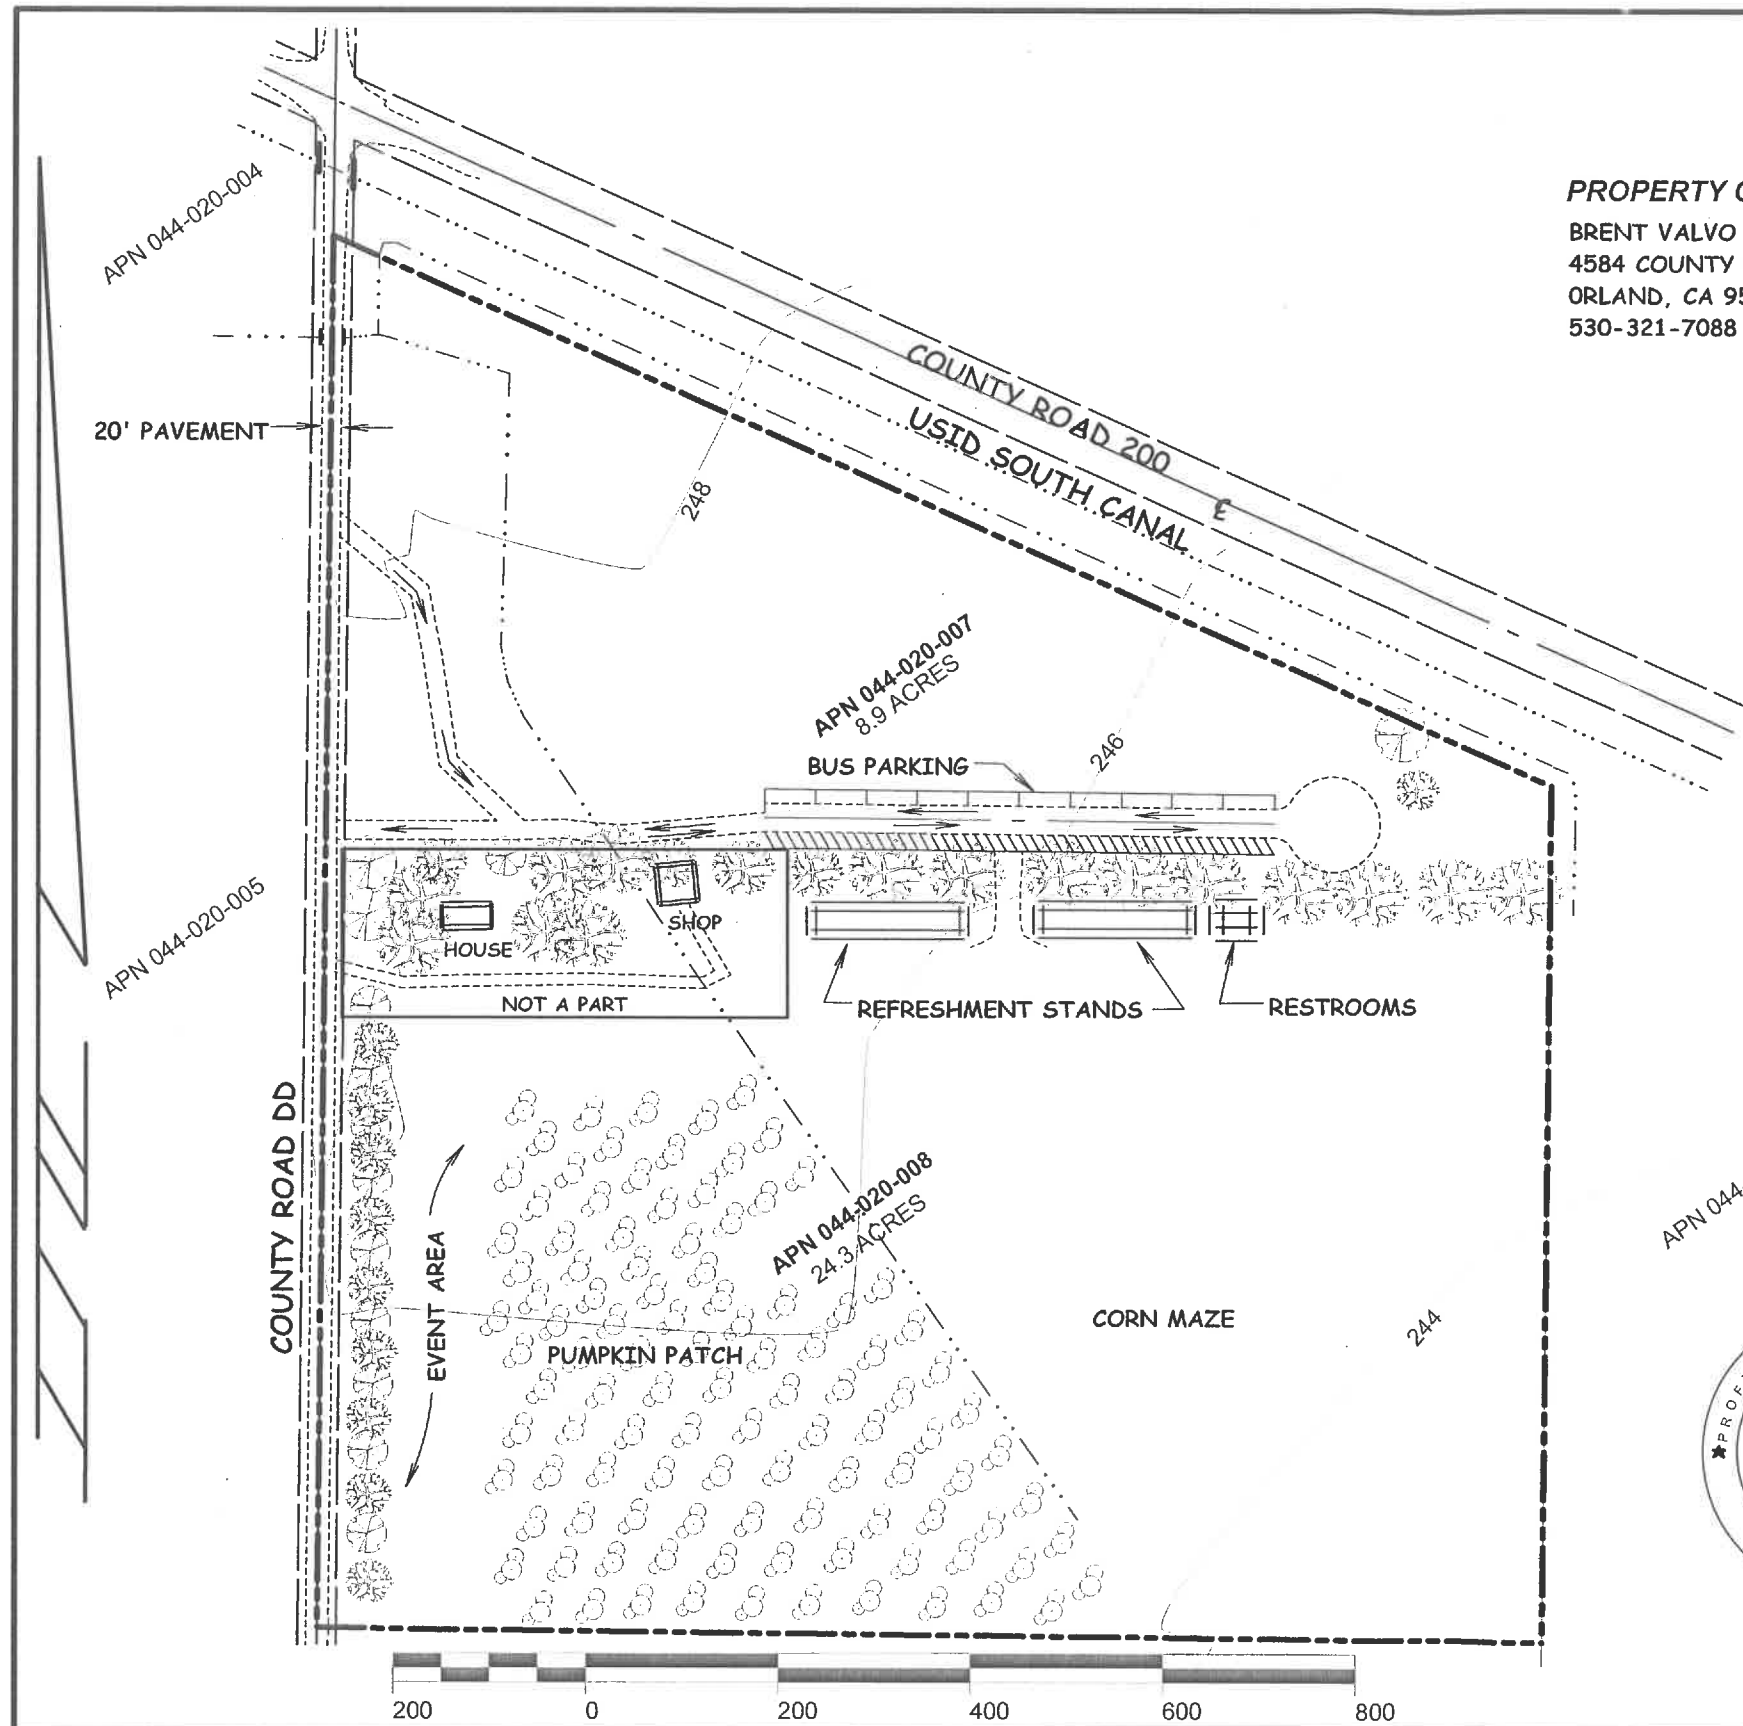 PROPERTY
BRENT VALVO
4584 COUNTY
ORLAND, CA 95
530-321-7088
APN 044-020-004
20' PAVEMENT
248
COUNTY ROAD 200
USID SOUTH CANAL
APN 044-020-007
8.9 ACRES
BUS PARKING
246
APN 044-020-005
HOUSE
SHOP
NOT A PART
REFRESHMENT STANDS
RESTROOMS
COUNTY ROAD DD
EVENT AREA
PUMPKIN PATCH
APN 044-020-008
24.3 ACRES
CORN MAZE
244
APN 044
200 0 200 400 600 800